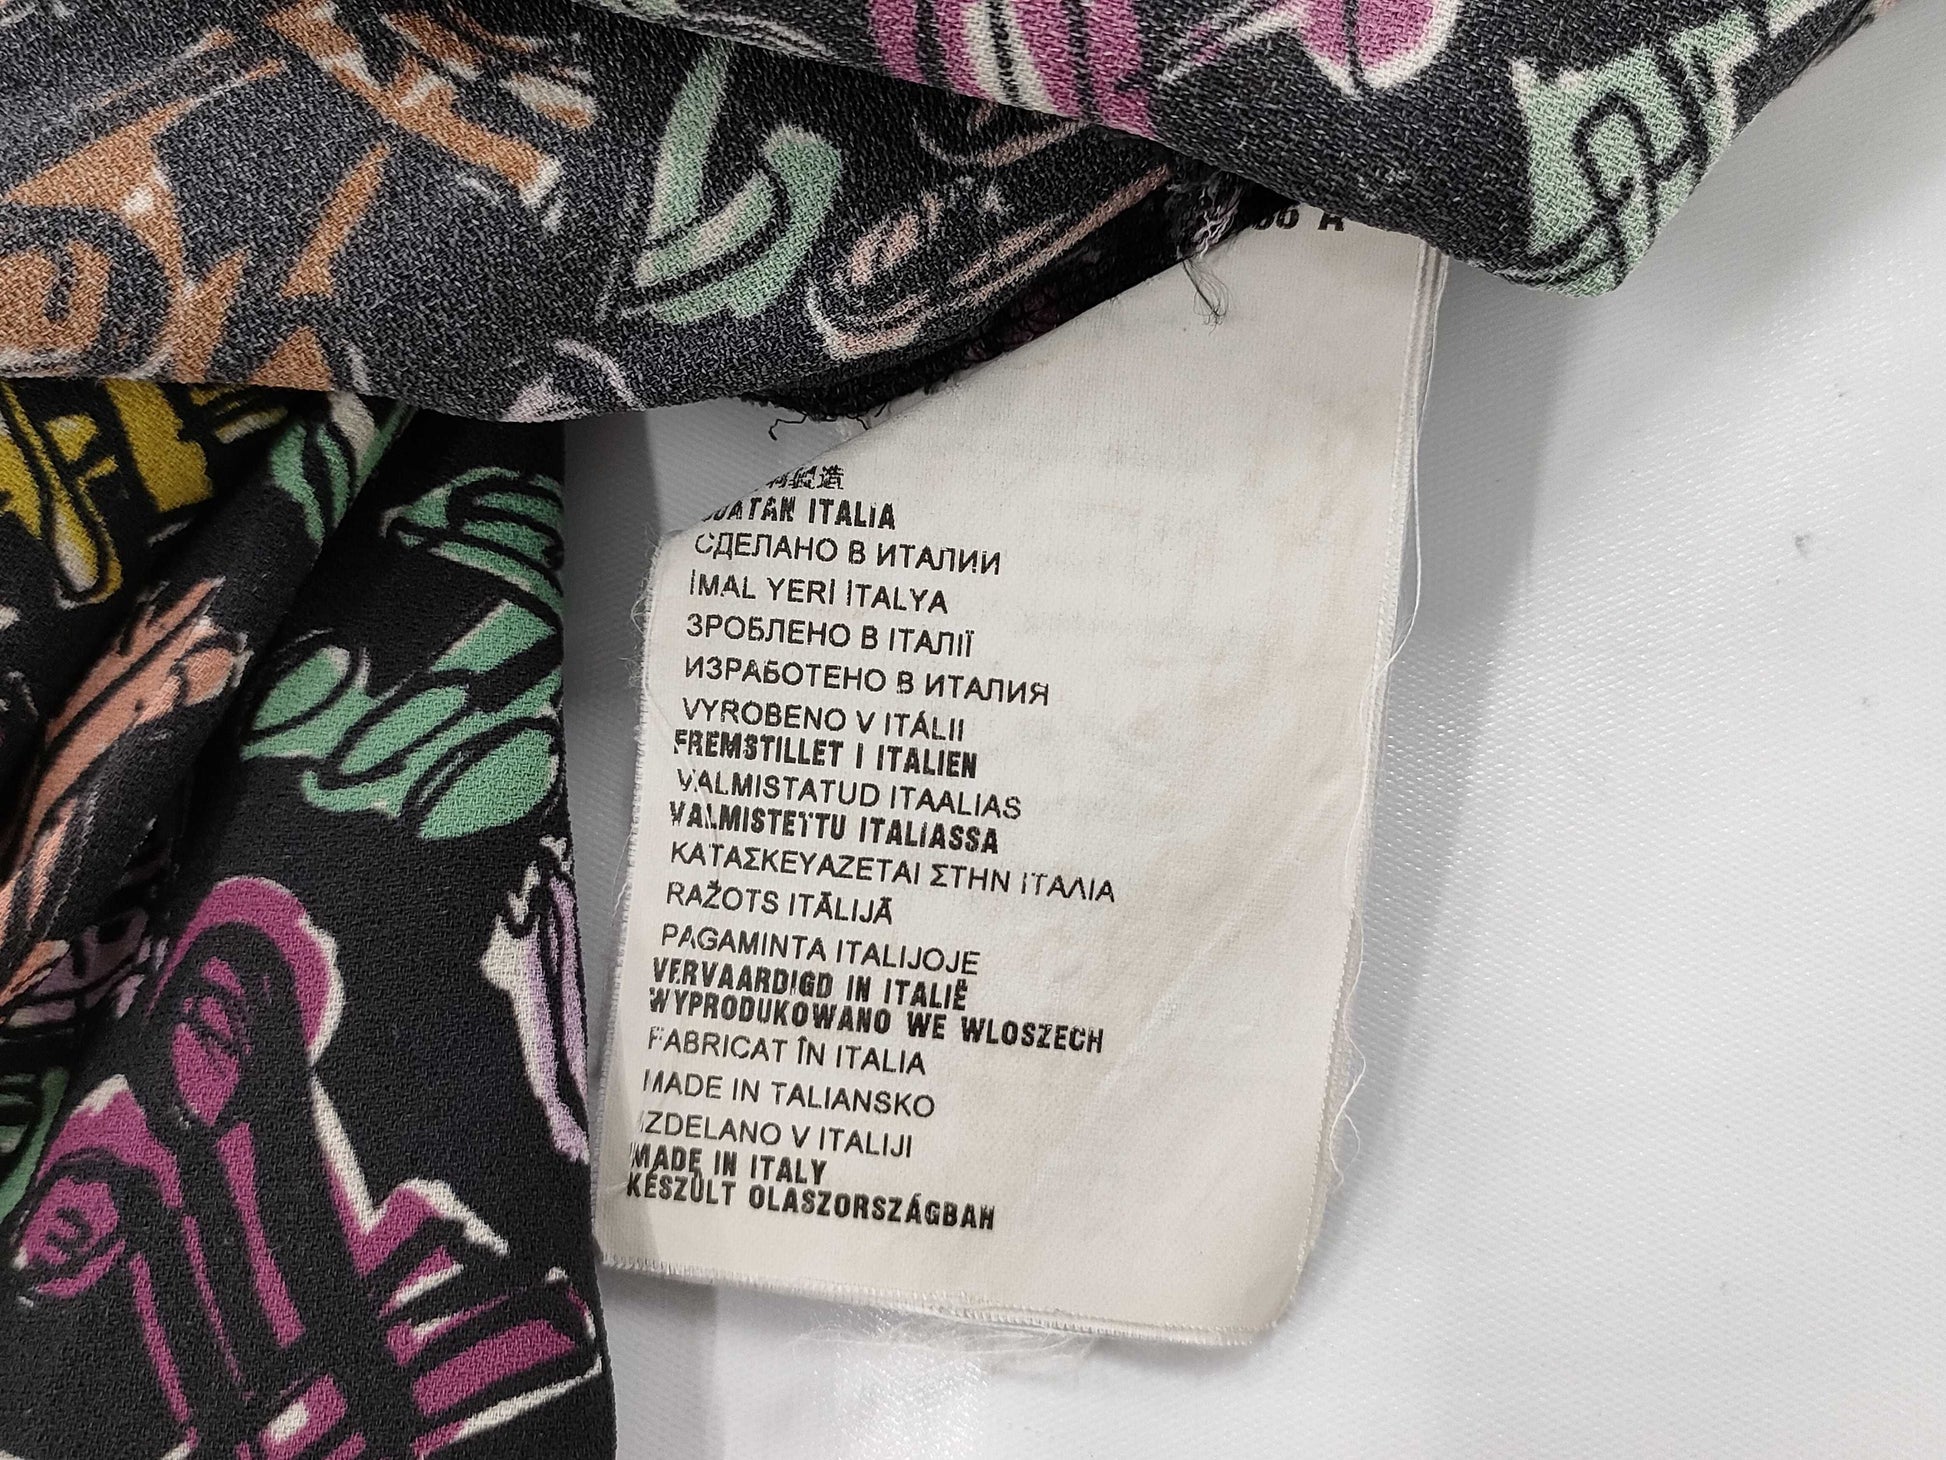 A
製造
ITALIA
СДЕЛАНО В ИТАЛИИ
İMAL YERİ İTALYA
ЗРОБЛЕНО В ІТАЛІЇ
ИЗРАБОТЕНО В ИТАЛИЯ
VYROBENO V ITÁLII
FREMSTILLET I ITALIEN
VALMISTATUD ITAALIAS
VALMISTETTU ITALIASSA
ΚΑΤΑΣΚΕΥΑΖΕΤΑΙ ΣΤΗΝ ΙΤΑΛΙΑ
RAŽOTS ITĀLIJĀ
PAGAMINTA ITALIJOJE
VERVAARDIGD IN ITALIË
WYPRODUKOWANO WE WLOSZECH
FABRICAT ÎN ITALIA
MADE IN TALIANSKO
IZDELANO V ITALIJI
MADE IN ITALY
KÉSZÜLT OLASZORSZÁGBAN